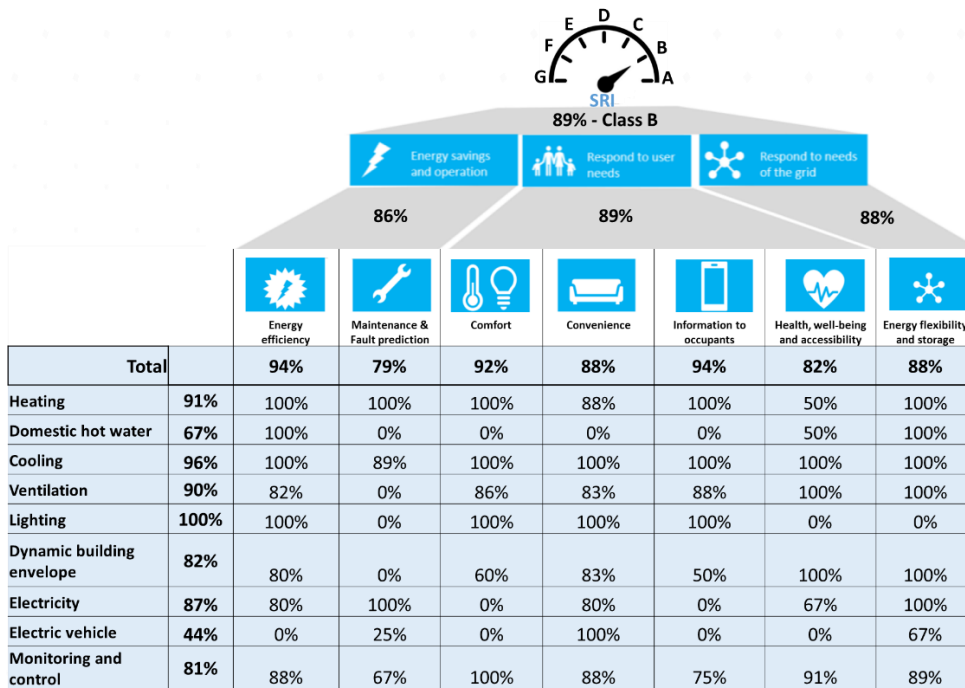 D
E C
F B
G A
SRI
89% - Class B
Energy savings
and operation
Respond to user
needs
Respond to needs
of the grid
86% 89% 88%
Energy
efficiency
Maintenance &
Fault prediction
Comfort
Convenience
Information to
occupants
Health, well-being
and accessibility
Energy flexibility
and storage
Total 94% 79% 92% 88% 94% 82% 88%
Heating 91% 100% 100% 100% 88% 100% 50% 100%
Domestic hot water 67% 100% 0% 0% 0% 0% 50% 100%
Cooling 96% 100% 89% 100% 100% 100% 100% 100%
Ventilation 90% 82% 0% 86% 83% 88% 100% 100%
Lighting 100% 100% 0% 100% 100% 100% 0% 0%
Dynamic building
envelope 82% 80% 0% 60% 83% 50% 100% 100%
Electricity 87% 80% 100% 0% 80% 0% 67% 100%
Electric vehicle 44% 0% 25% 0% 100% 0% 0% 67%
Monitoring and
control 81% 88% 67% 100% 88% 75% 91% 89%